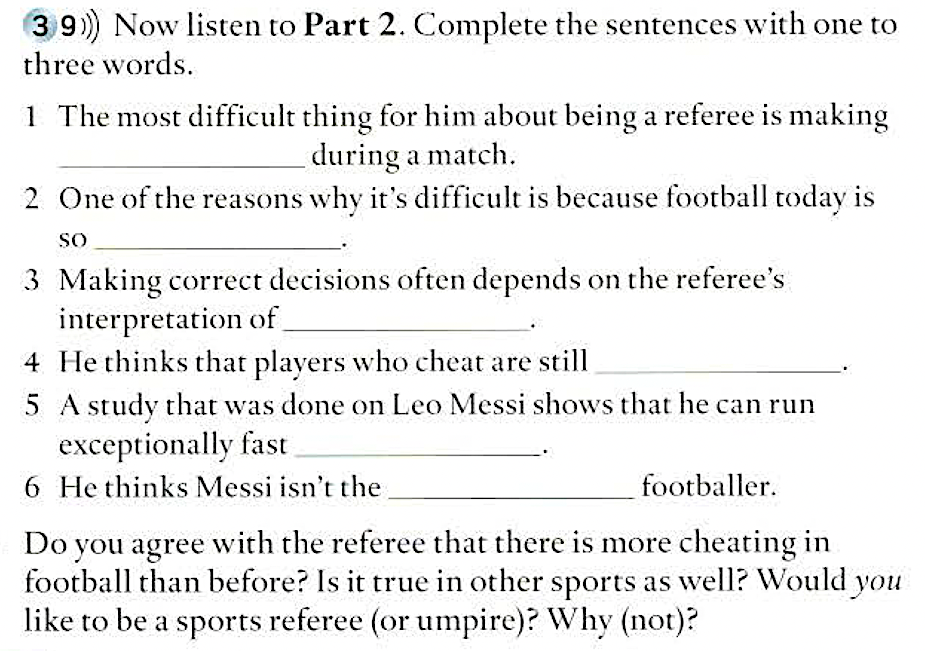 3 9))) Now listen to Part 2. Complete the sentences with one to
three words.
1 The most difficult thing for him about being a referee is making
_______________ during a match.
2 One of the reasons why it's difficult is because football today is
so _______________.
3 Making correct decisions often depends on the referee's
interpretation of _______________.
4 He thinks that players who cheat are still _______________.
5 A study that was done on Leo Messi shows that he can run
exceptionally fast _______________.
6 He thinks Messi isn't the _______________ footballer.
Do you agree with the referee that there is more cheating in
football than before? Is it true in other sports as well? Would you
like to be a sports referee (or umpire)? Why (not)?